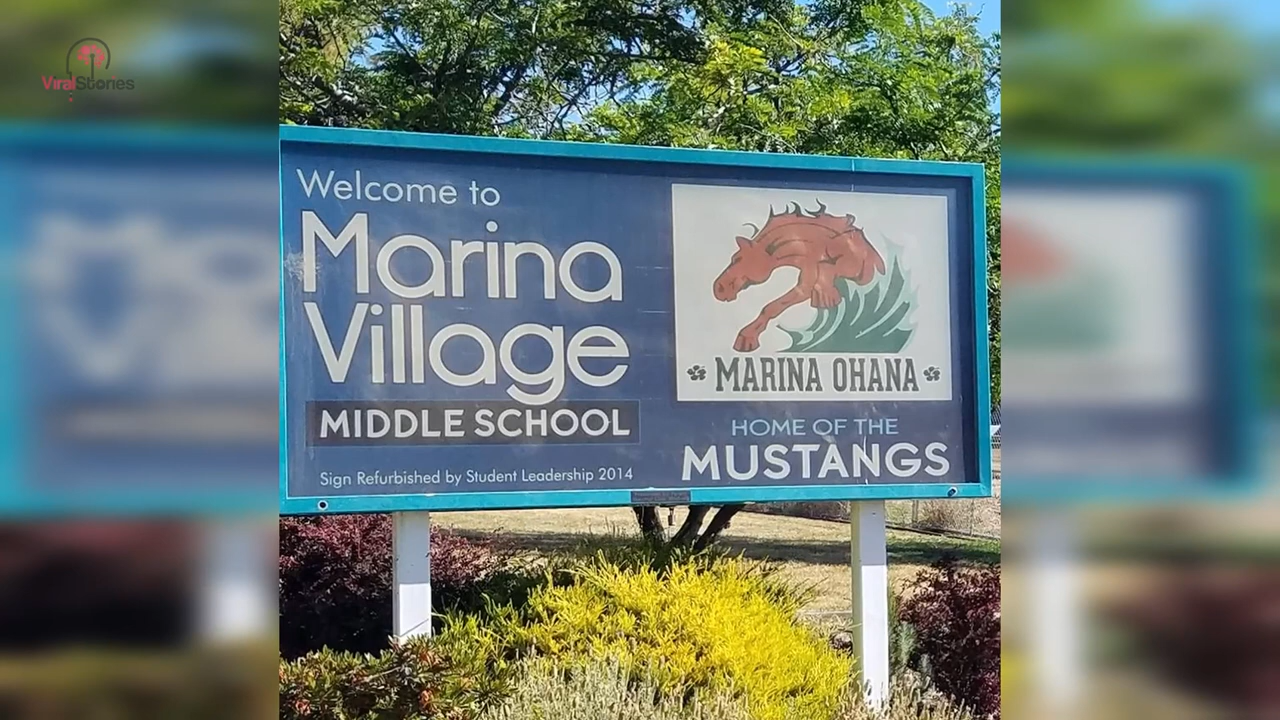 ViralStories
Welcome to
Marina
Village
MIDDLE SCHOOL
Sign Refurbished by Student Leadership 2014
MARINA OHANA
HOME OF THE
MUSTANGS